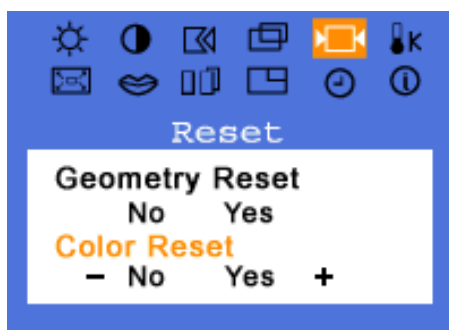 K
Reset
Geometry Reset
No Yes
Color Reset
- No Yes +